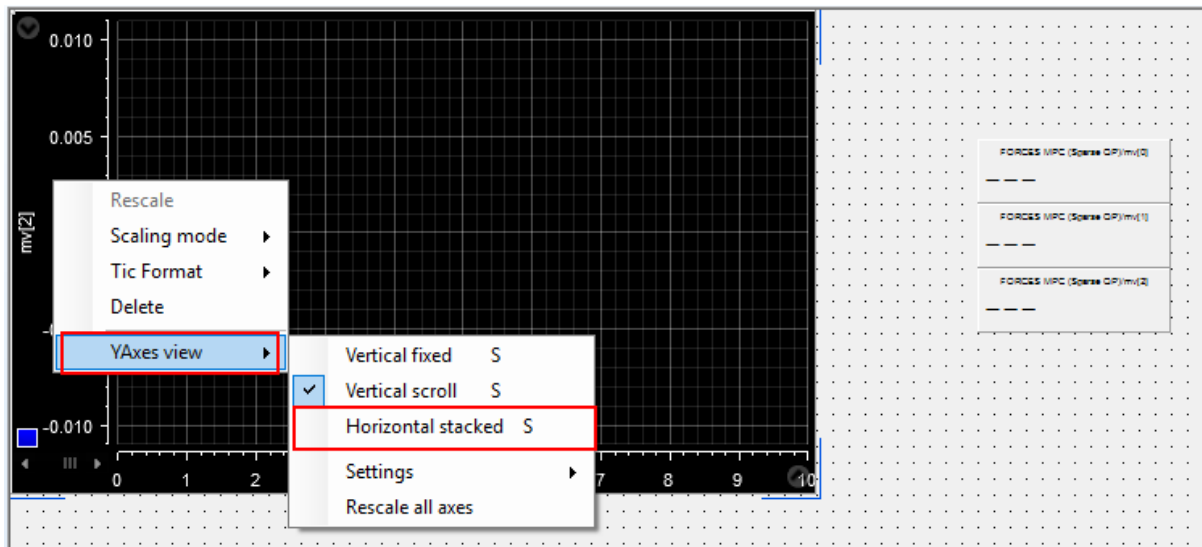 0.010
0.005
mv[2]
-0.010
0 1 2 7 8 9 10
Rescale
Scaling mode
Tic Format
Delete
YAxes view
Vertical fixed S
Vertical scroll S
Horizontal stacked S
Settings
Rescale all axes
FORCES MPC (Sparse QP)/mv[0]
– – –
FORCES MPC (Sparse QP)/mv[1]
– – –
FORCES MPC (Sparse QP)/mv[2]
– – –